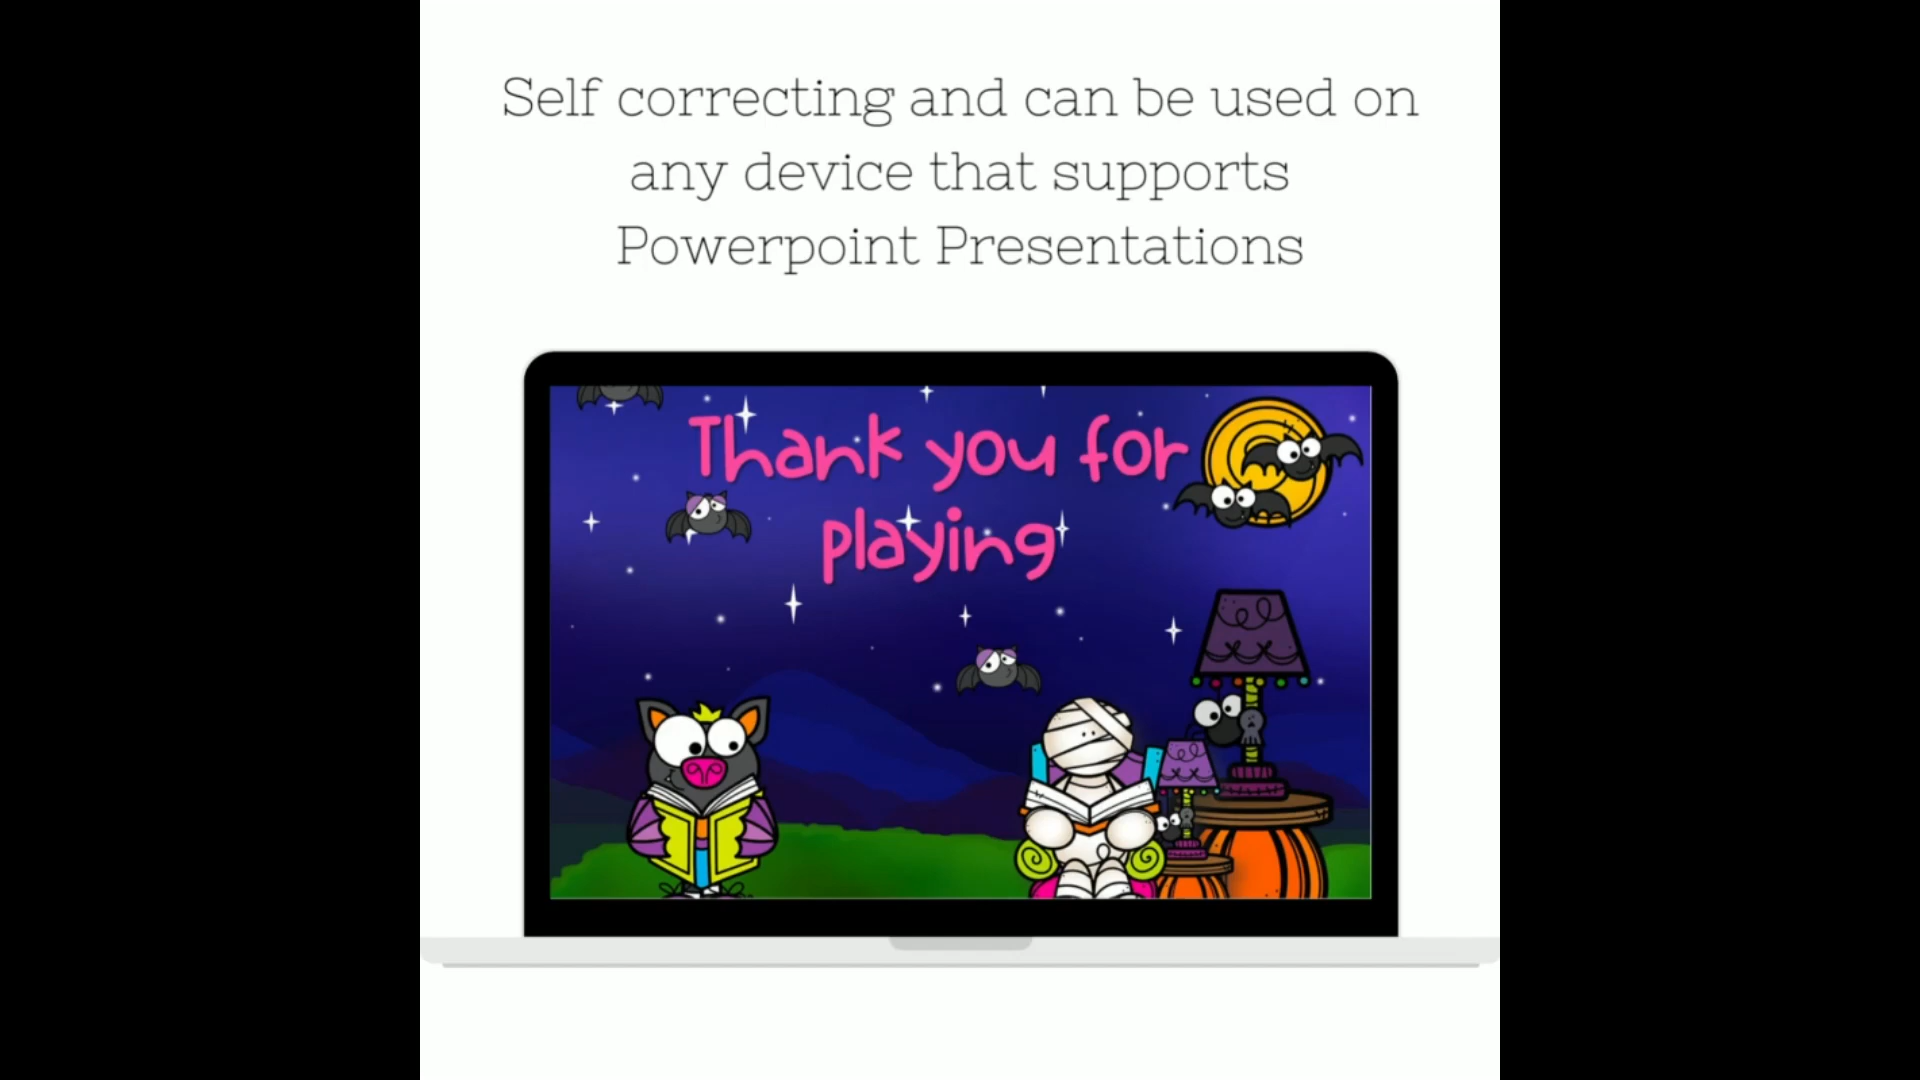 Self correcting and can be used on
any device that supports
Powerpoint Presentations
Thank you for
playing